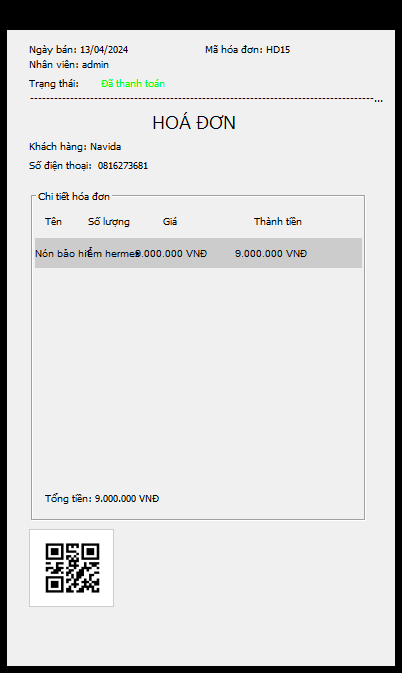 Ngày bán: 13/04/2024 Mã hóa đơn: HD15
Nhân viên: admin
Trạng thái: Đã thanh toán
HOÁ ĐƠN
Khách hàng: Navida
Số điện thoại: 0816273681
Chi tiết hóa đơn
Tên Số lượng Giá Thành tiền
Nón bảo hiểm hermes 9.000.000 VNĐ 9.000.000 VNĐ
Tổng tiền: 9.000.000 VNĐ